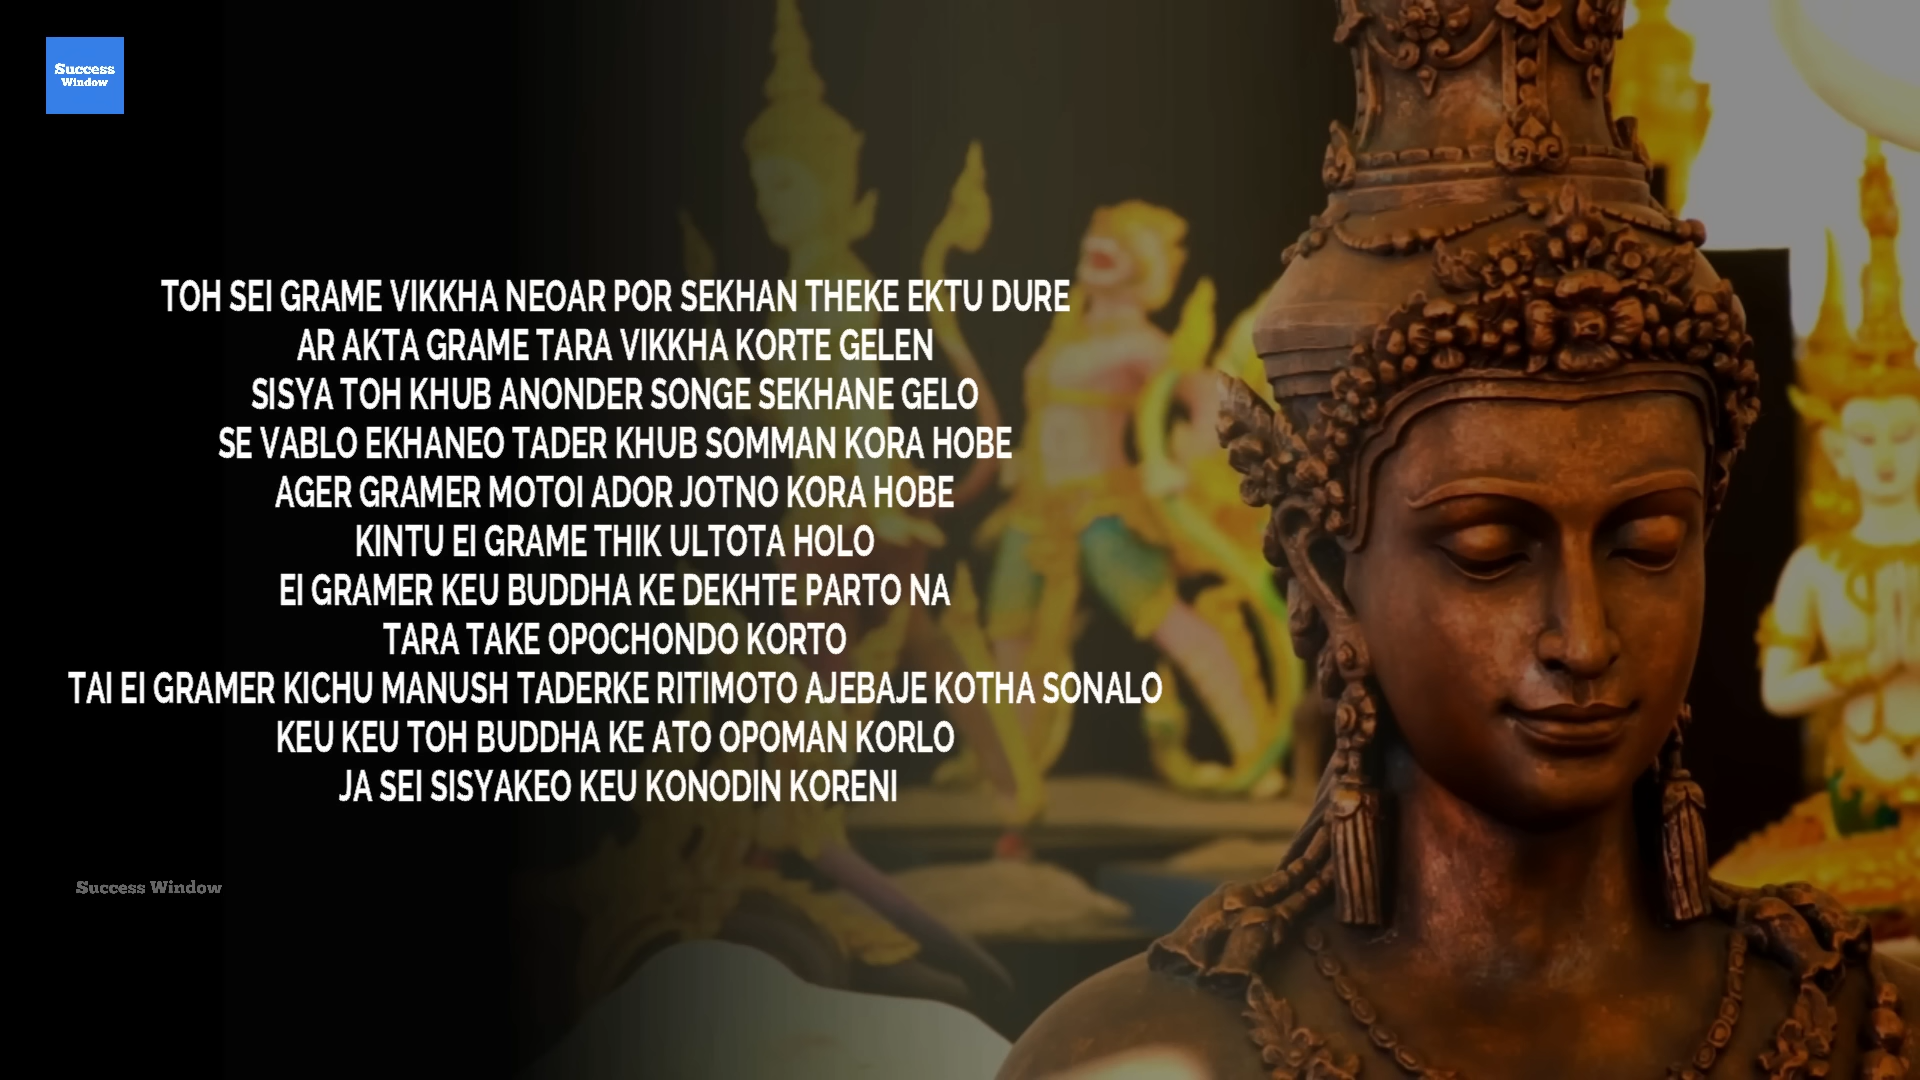 Success
Window
TOH SEI GRAME VIKKHA NEOAR POR SEKHAN THEKE EKTU DURE
AR AKTA GRAME TARA VIKKHA KORTE GELEN
SISYA TOH KHUB ANONDER SONGE SEKHANE GELO
SE VABLO EKHANEO TADER KHUB SOMMAN KORA HOBE
AGER GRAMER MOTOI ADOR JOTNO KORA HOBE
KINTU EI GRAME THIK ULTOTA HOLO
EI GRAMER KEU BUDDHA KE DEKHTE PARTO NA
TARA TAKE OPOCHONDO KORTO
TAI EI GRAMER KICHU MANUSH TADERKE RITIMOTO AJEBAJE KOTHA SONALO
KEU KEU TOH BUDDHA KE ATO OPOMAN KORLO
JA SEI SISYAKEO KEU KONODIN KORENI
Success Window